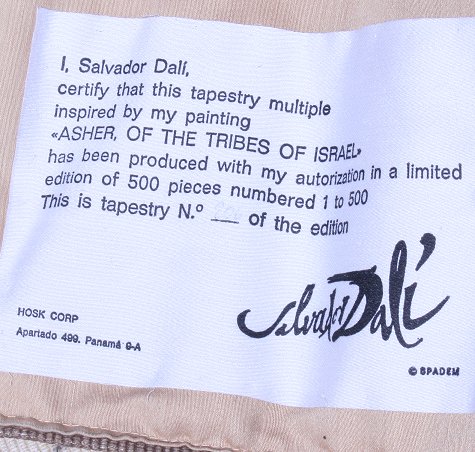 I, Salvador Dalí,
certify that this tapestry multiple
inspired by my painting
«ASHER, OF THE TRIBES OF ISRAEL»
has been produced with my autorization in a limited
edition of 500 pieces numbered 1 to 500
This is tapestry N.º __ of the edition
Salvador Dalí
HOSK CORP
Apartado 499. Panamá 9-A
© SPADEM